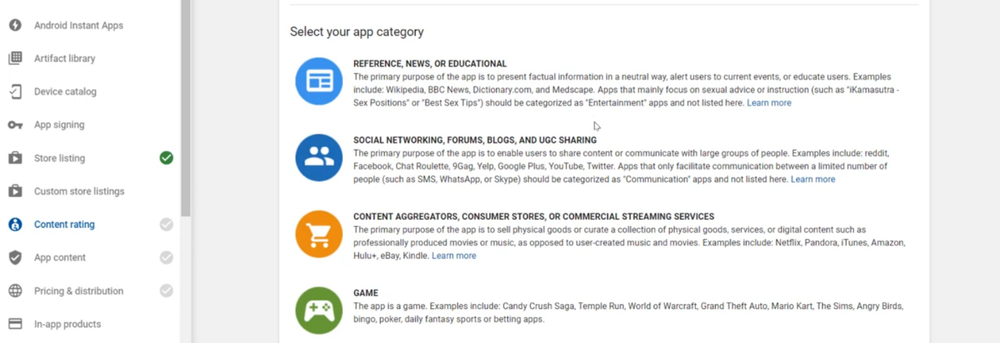 Android Instant Apps
Artifact library
Device catalog
App signing
Store listing
Custom store listings
Content rating
App content
Pricing & distribution
In-app products
Select your app category
REFERENCE, NEWS, OR EDUCATIONAL
The primary purpose of the app is to present factual information in a neutral way, alert users to current events, or educate users. Examples
include: Wikipedia, BBC News, Dictionary.com, and Medscape. Apps that mainly focus on sexual advice or instruction (such as "iKamasutra -
Sex Positions" or "Best Sex Tips") should be categorized as "Entertainment" apps and not listed here. Learn more
SOCIAL NETWORKING, FORUMS, BLOGS, AND UGC SHARING
The primary purpose of the app is to enable users to share content or communicate with large groups of people. Examples include: reddit,
Facebook, Chat Roulette, 9Gag, Yelp, Google Plus, YouTube, Twitter. Apps that only facilitate communication between a limited number of
people (such as SMS, WhatsApp, or Skype) should be categorized as "Communication" apps and not listed here. Learn more
CONTENT AGGREGATORS, CONSUMER STORES, OR COMMERCIAL STREAMING SERVICES
The primary purpose of the app is to sell physical goods or curate a collection of physical goods, services, or digital content such as
professionally produced movies or music, as opposed to user-created music and movies. Examples include: Netflix, Pandora, iTunes, Amazon,
Hulu+, eBay, Kindle. Learn more
GAME
The app is a game. Examples include: Candy Crush Saga, Temple Run, World of Warcraft, Grand Theft Auto, Mario Kart, The Sims, Angry Birds,
bingo, poker, daily fantasy sports or betting apps.